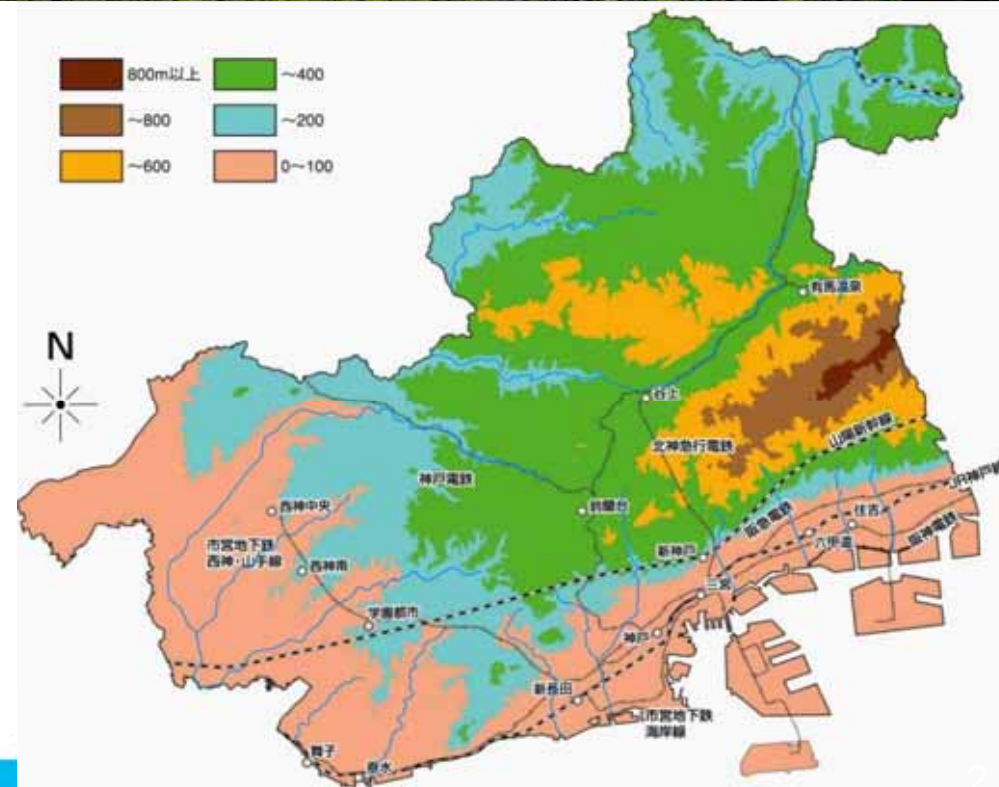 800m以上
～400
～800
～200
～600
0～100
N
有馬温泉
谷上
北神急行電鉄
山陽新幹線
神戸電鉄
鈴蘭台
西神中央
市営地下鉄
西神・山手線
西神南
学園都市
新神戸
阪急電鉄
JR神戸線
住吉
六甲道
阪神電鉄
三宮
神戸
新長田
市営地下鉄
海岸線
舞子
垂水
2